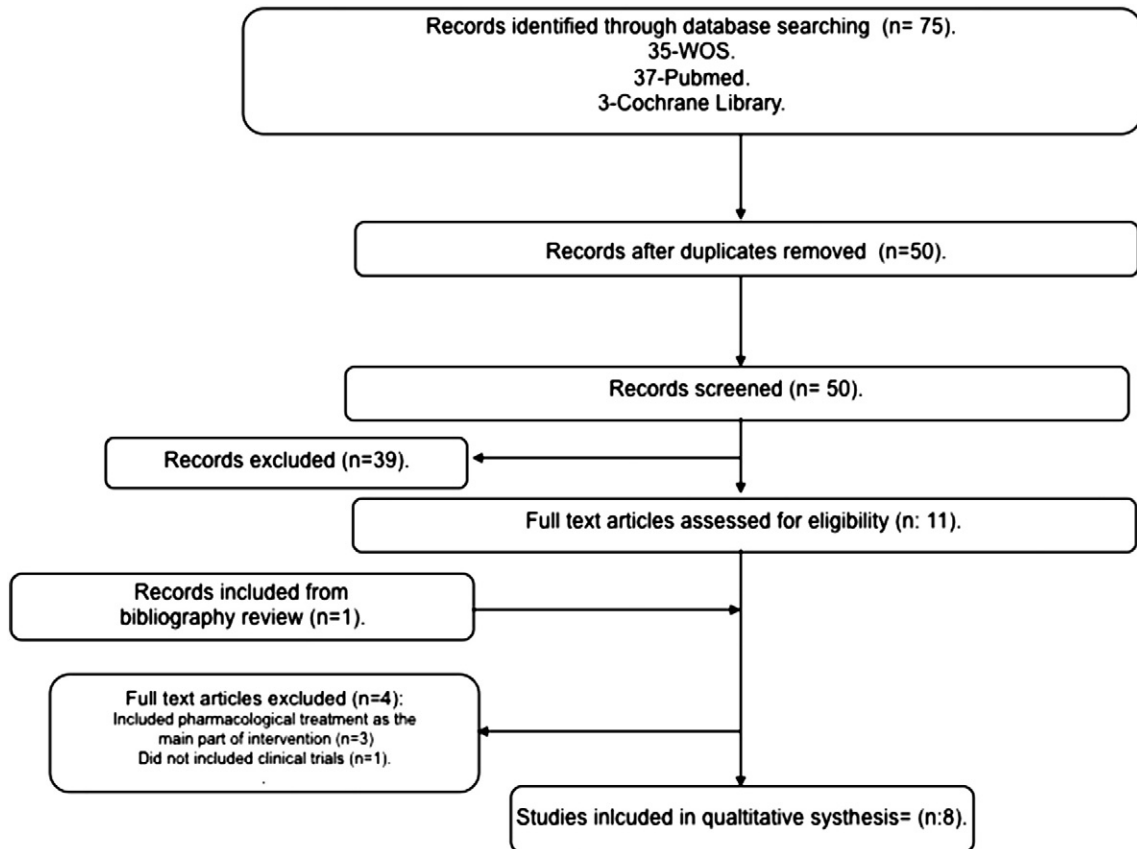 Records identified through database searching (n= 75).
35-WOS.
37-Pubmed.
3-Cochrane Library.
Records after duplicates removed (n=50).
Records screened (n= 50).
Records excluded (n=39).
Full text articles assessed for eligibility (n: 11).
Records included from
bibliography review (n=1).
Full text articles excluded (n=4):
Included pharmacological treatment as the
main part of intervention (n=3)
Did not included clinical trials (n=1).
.
Studies inlcuded in qualtitative systhesis= (n:8).